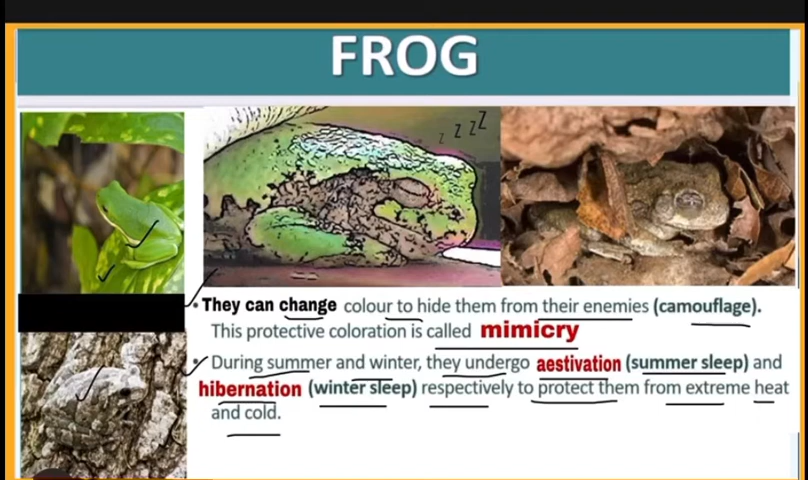 FROG
z z z z
• They can change colour to hide them from their enemies (camouflage).
This protective coloration is called mimicry
• During summer and winter, they undergo aestivation (summer sleep) and
hibernation (winter sleep) respectively to protect them from extreme heat
and cold.